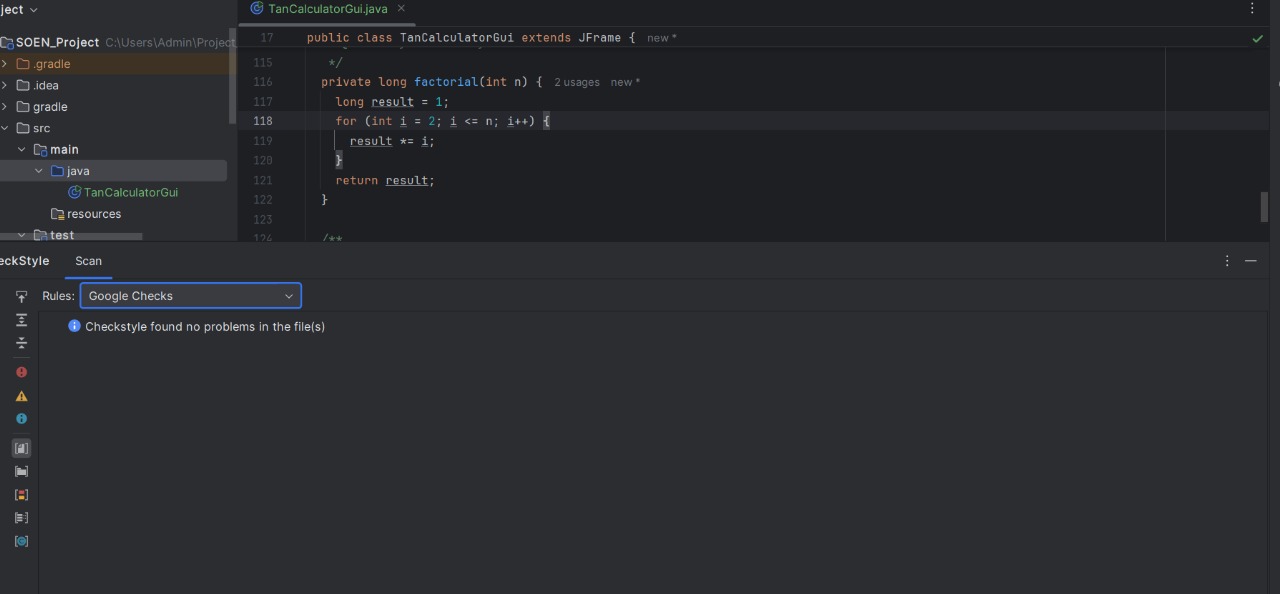 ject
TanCalculatorGui.java
SOEN_Project C:\Users\Admin\Project
.gradle
.idea
gradle
src
main
java
TanCalculatorGui
resources
test
17 public class TanCalculatorGui extends JFrame { new *
115 */
116 private long factorial(int n) { 2 usages new *
117 long result = 1;
118 for (int i = 2; i <= n; i++) {
119 result *= i;
120 }
121 return result;
122 }
123
124 /**
eckStyle Scan
Rules: Google Checks
Checkstyle found no problems in the file(s)